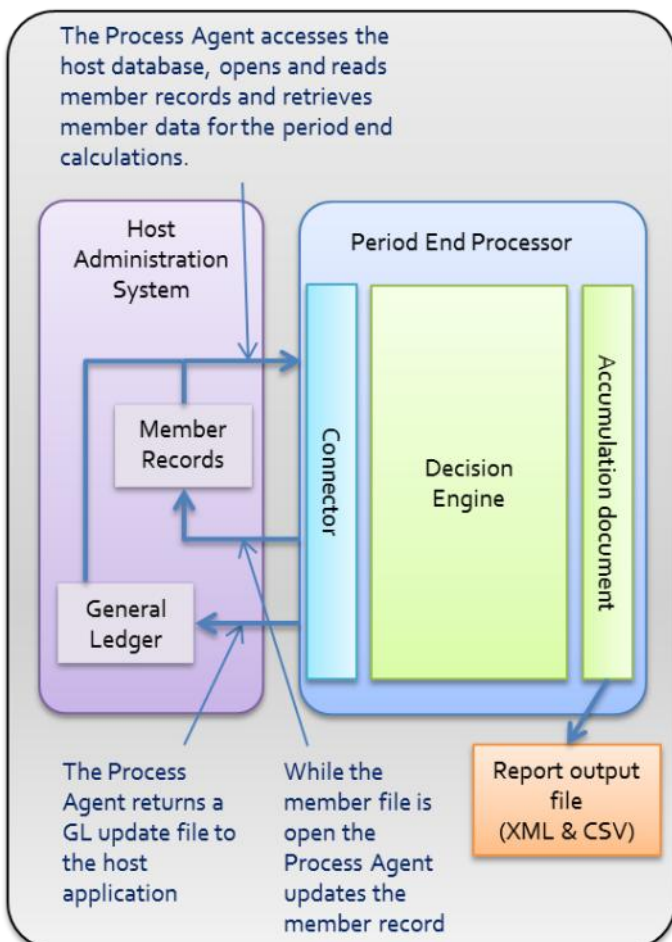 The Process Agent accesses the
host database, opens and reads
member records and retrieves
member data for the period end
calculations.
Host
Administration
System
Period End Processor
Member
Records
General
Ledger
Connector
Decision
Engine
Accumulation document
The Process
Agent returns a
GL update file to
the host
application
While the
member file is
open the
Process Agent
updates the
member record
Report output
file
(XML & CSV)